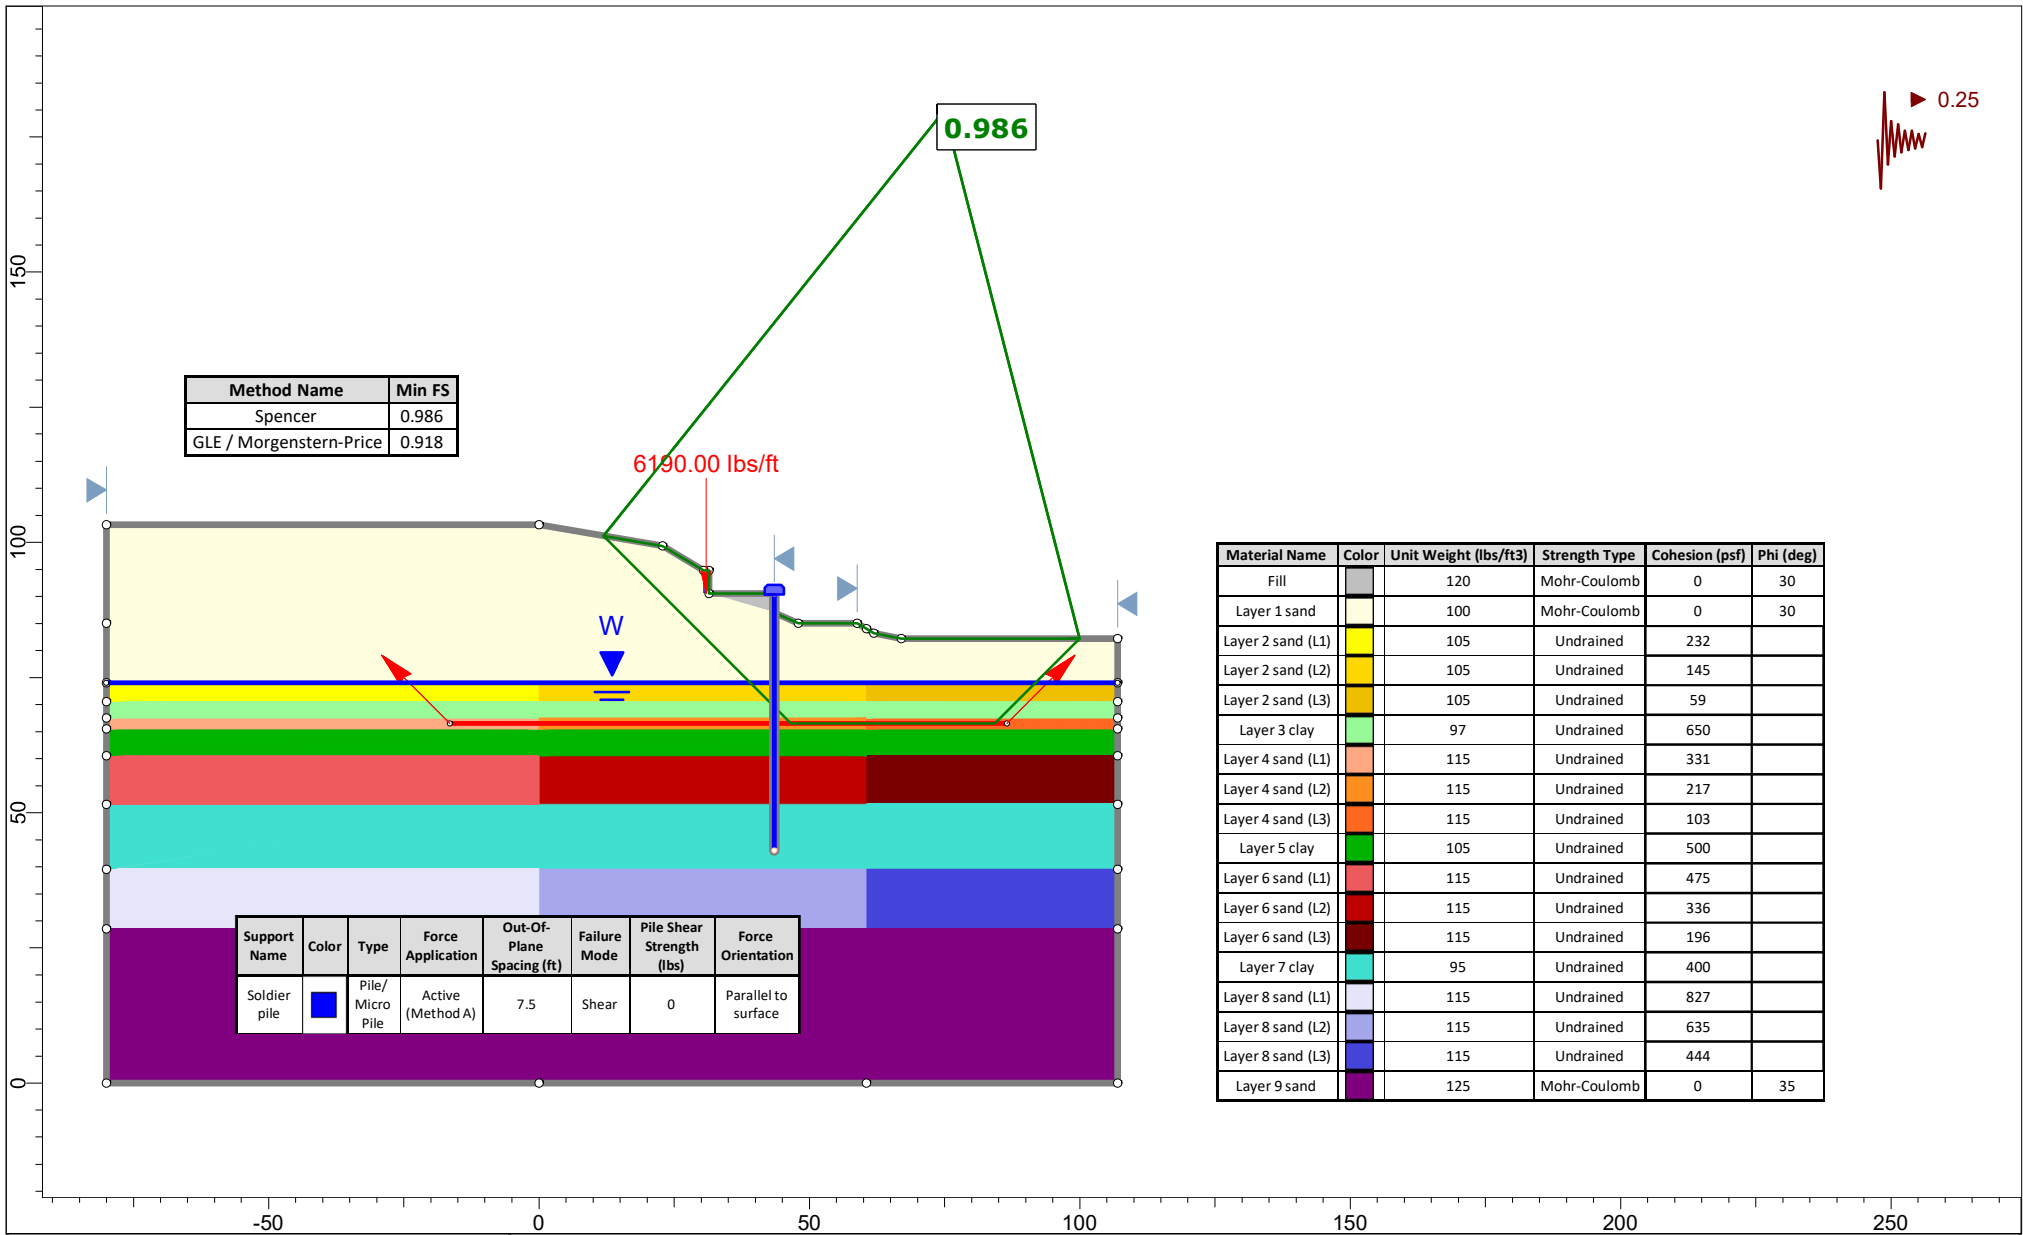 0.986
0.25
Method Name Min FS
Spencer 0.986
GLE / Morgenstern-Price 0.918
6190.00 lbs/ft
W
Material Name Color Unit Weight (lbs/ft3) Strength Type Cohesion (psf) Phi (deg)
Fill 120 Mohr-Coulomb 0 30
Layer 1 sand 100 Mohr-Coulomb 0 30
Layer 2 sand (L1) 105 Undrained 232
Layer 2 sand (L2) 105 Undrained 145
Layer 2 sand (L3) 105 Undrained 59
Layer 3 clay 97 Undrained 650
Layer 4 sand (L1) 115 Undrained 331
Layer 4 sand (L2) 115 Undrained 217
Layer 4 sand (L3) 115 Undrained 103
Layer 5 clay 105 Undrained 500
Layer 6 sand (L1) 115 Undrained 475
Layer 6 sand (L2) 115 Undrained 336
Layer 6 sand (L3) 115 Undrained 196
Layer 7 clay 95 Undrained 400
Layer 8 sand (L1) 115 Undrained 827
Layer 8 sand (L2) 115 Undrained 635
Layer 8 sand (L3) 115 Undrained 444
Layer 9 sand 125 Mohr-Coulomb 0 35
Support Name Color Type Force Application Out-Of-Plane Spacing (ft) Failure Mode Pile Shear Strength (lbs) Force Orientation
Soldier pile Pile/ Micro Pile Active (Method A) 7.5 Shear 0 Parallel to surface
150
100
50
0
-50 0 50 100 150 200 250